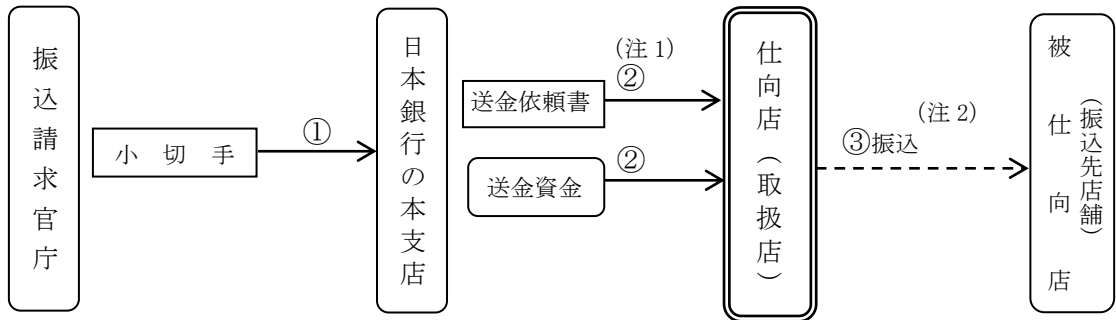 振込請求官庁
小切手
①
日本銀行の本支店
(注1)
②
送金依頼書
②
送金資金
仕向店(取扱店)
(注2)
③振込
被仕向店
(振込先店舗)